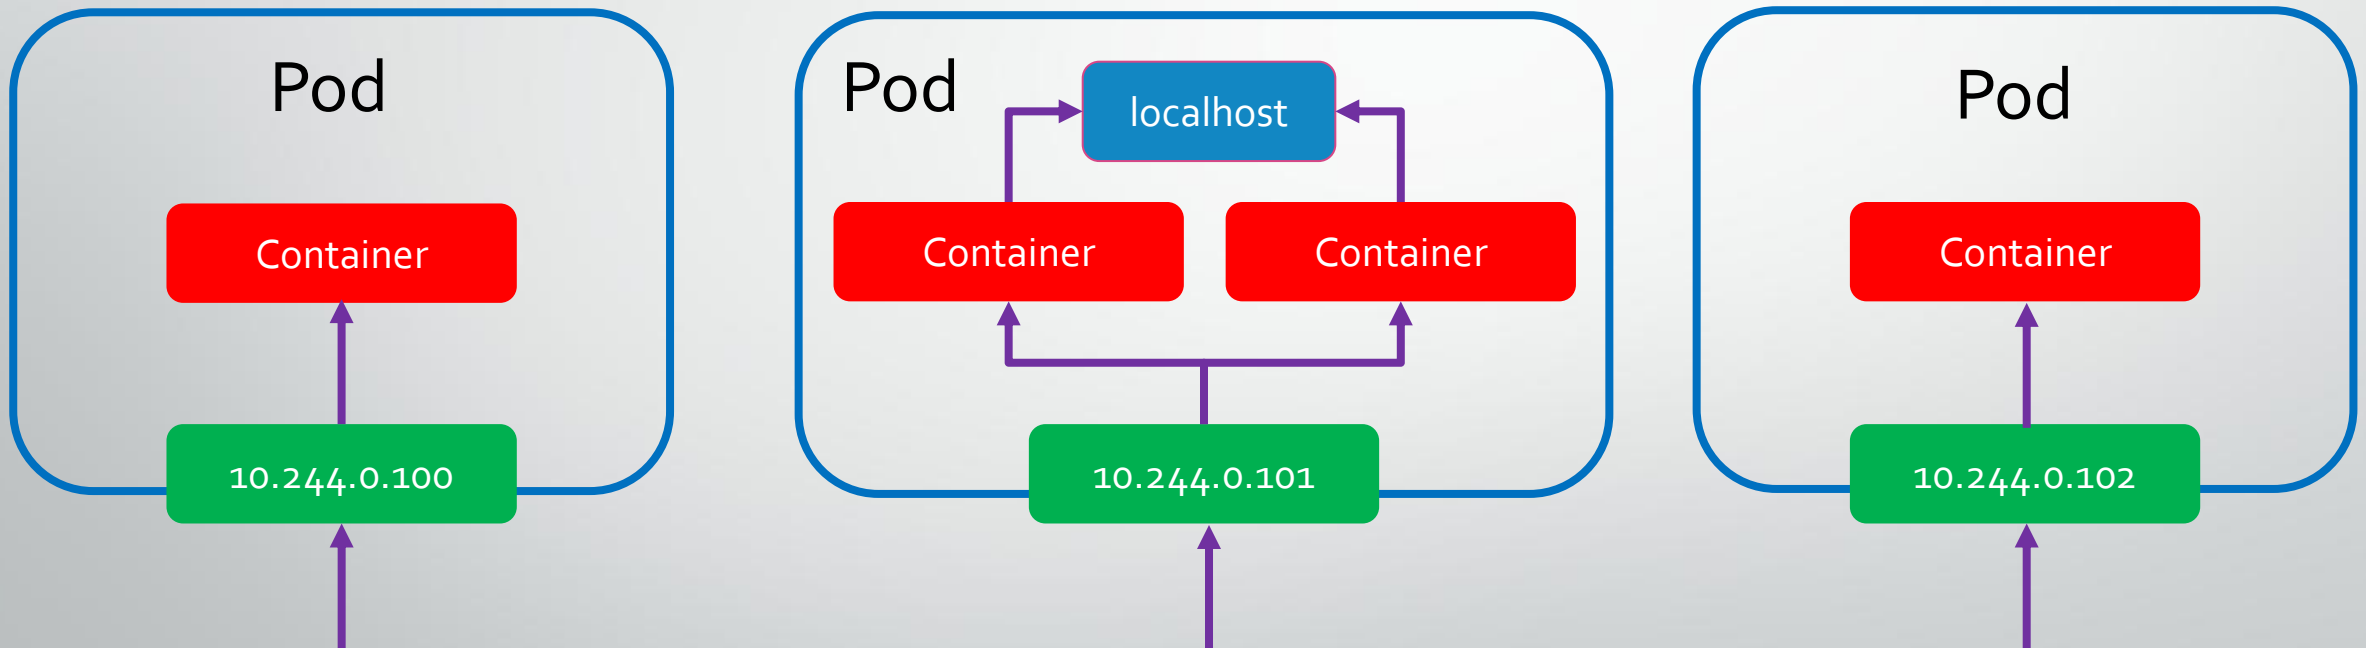 Pod
Container
10.244.0.100
Pod
localhost
Container
Container
10.244.0.101
Pod
Container
10.244.0.102